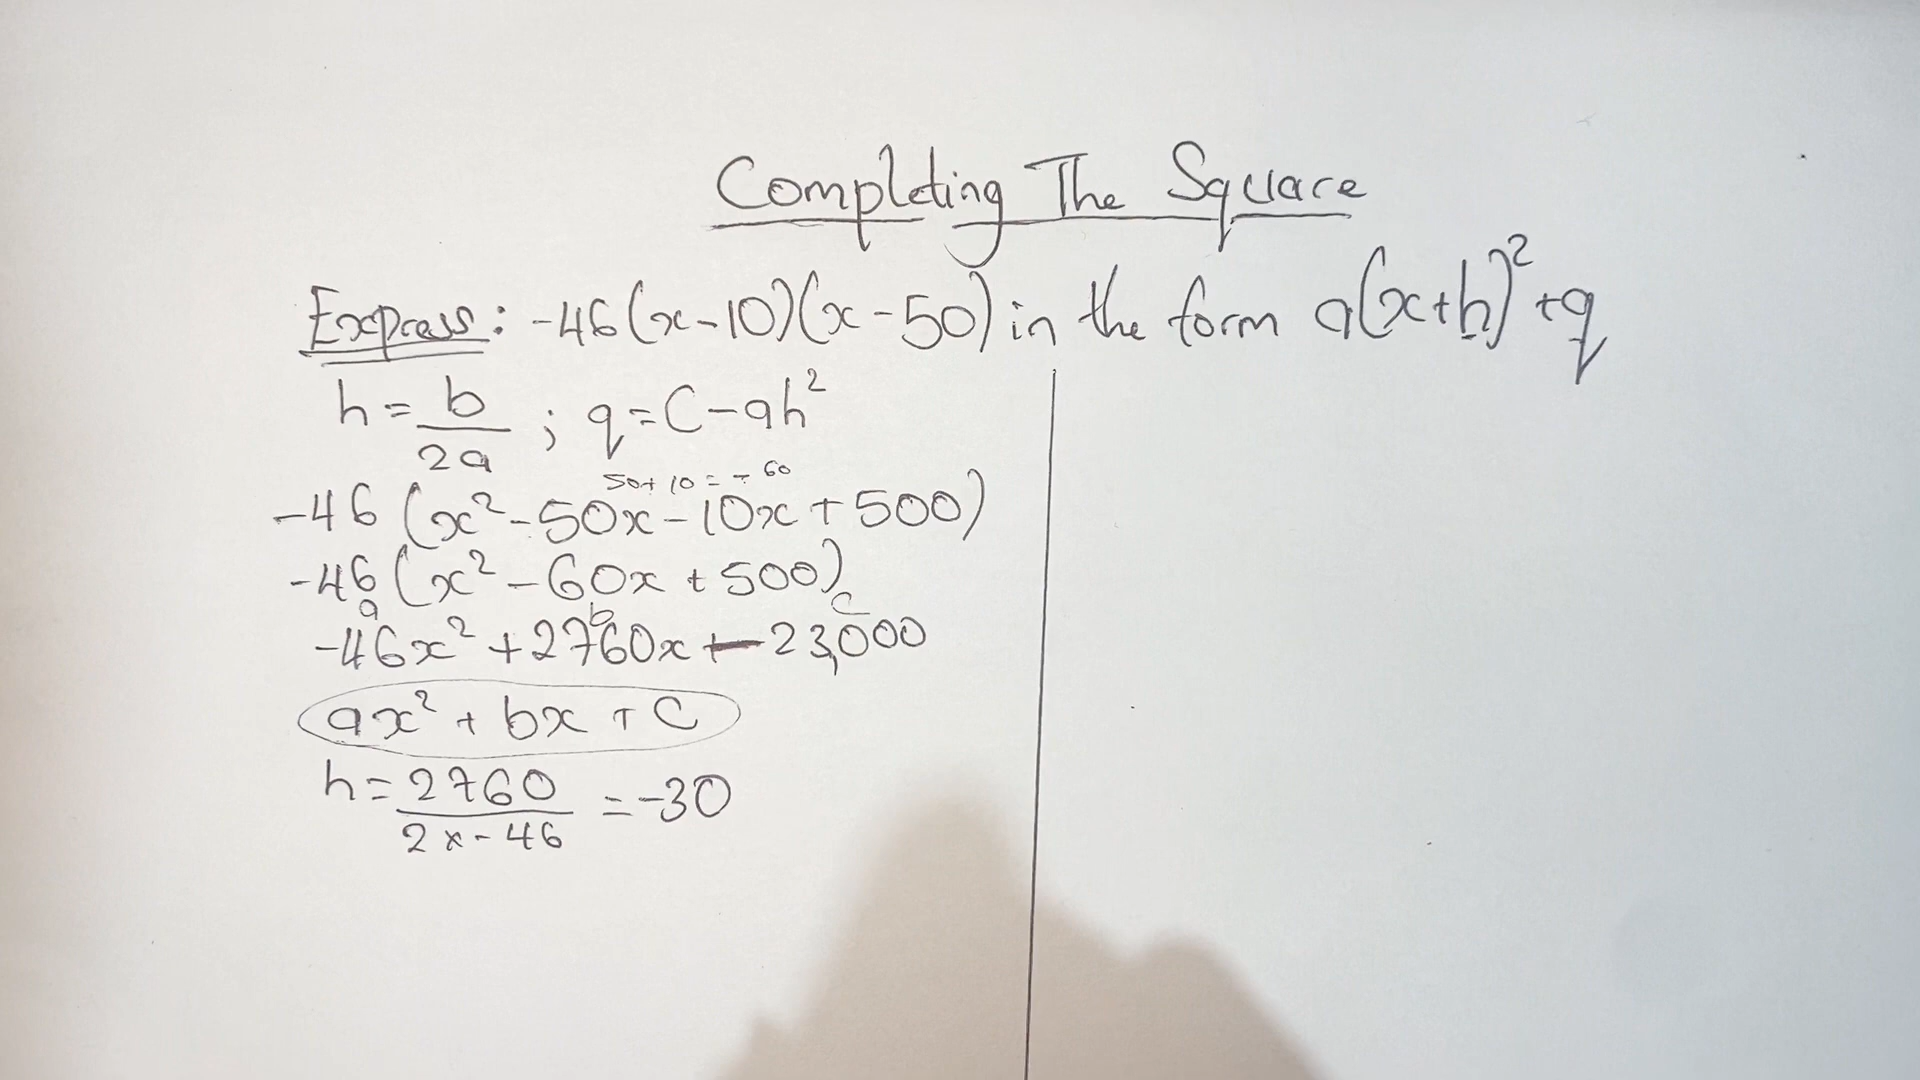 Completing The Square
Express: -46(x-10)(x-50) in the form a(x+h)²+q
h = b/2a ; q = C - ah²
50+10 = -60
-46(x² - 50x - 10x + 500)
-46(x² - 60x + 500)
a b c
-46x² + 2760x - 23,000
ax² + bx + C
h = 2760/2x-46 = -30